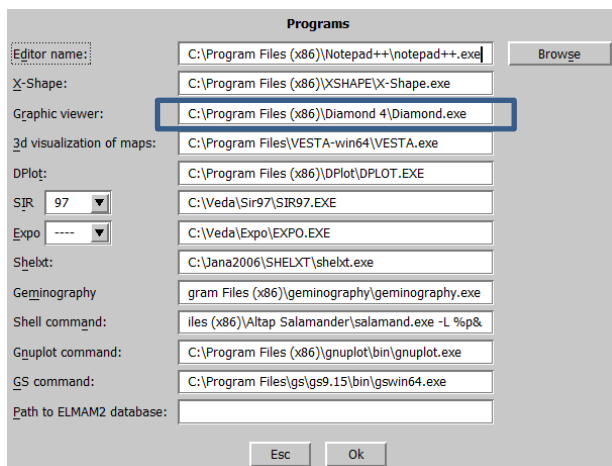 Programs
Editor name: C:\Program Files (x86)\Notepad++\notepad++.exe Browse
X-Shape: C:\Program Files (x86)\XSHAPE\X-Shape.exe
Graphic viewer: C:\Program Files (x86)\Diamond 4\Diamond.exe
3d visualization of maps: C:\Program Files\VESTA-win64\VESTA.exe
DPlot: C:\Program Files (x86)\DPlot\DPLOT.EXE
SIR 97 C:\Veda\Sir97\SIR97.EXE
Expo ---- C:\Veda\Expo\EXPO.EXE
Shelxt: C:\Jana2006\SHELXT\shelxt.exe
Geminography gram Files (x86)\geminography\geminography.exe
Shell command: iles (x86)\Altap Salamander\salamand.exe -L %p&
Gnuplot command: C:\Program Files (x86)\gnuplot\bin\gnuplot.exe
GS command: C:\Program Files\gs\gs9.15\bin\gswin64.exe
Path to ELMAM2 database:
Esc Ok